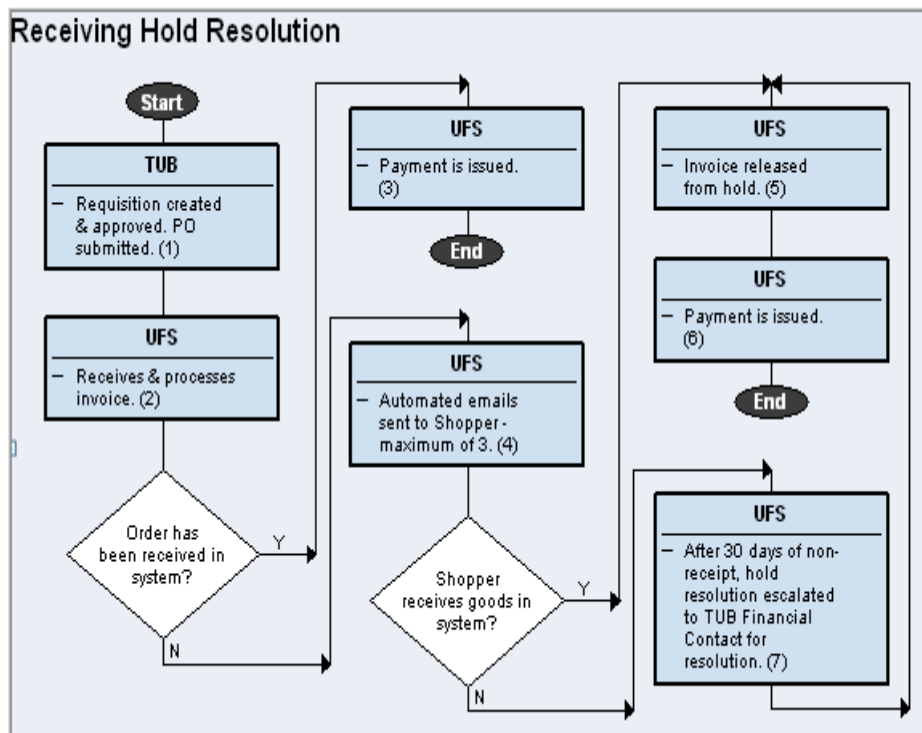 Receiving Hold Resolution
Start
TUB
– Requisition created
& approved. PO
submitted. (1)
UFS
– Receives & processes
invoice. (2)
Order has
been received in
system?
Y
N
UFS
– Payment is issued.
(3)
End
UFS
– Automated emails
sent to Shopper -
maximum of 3. (4)
Shopper
receives goods in
system?
Y
N
UFS
– Invoice released
from hold. (5)
UFS
– Payment is issued.
(6)
End
UFS
– After 30 days of non-
receipt, hold
resolution escalated
to TUB Financial
Contact for
resolution. (7)